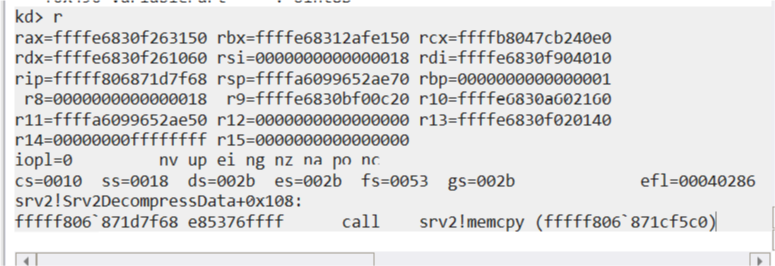 kd> r
rax=ffffe6830f263150 rbx=ffffe68312afe150 rcx=ffffb8047cb240e0
rdx=ffffe6830f261060 rsi=0000000000000018 rdi=ffffe6830f904010
rip=fffff806871d7f68 rsp=ffffa6099652ae70 rbp=0000000000000001
r8=0000000000000018 r9=ffffe6830bf00c20 r10=ffffe6830a602160
r11=ffffa6099652ae50 r12=0000000000000000 r13=ffffe6830f020140
r14=00000000ffffffff r15=0000000000000000
iopl=0 nv up ei ng nz na po nc
cs=0010 ss=0018 ds=002b es=002b fs=0053 gs=002b efl=00040286
srv2!Srv2DecompressData+0x108:
fffff806`871d7f68 e85376ffff call srv2!memcpy (fffff806`871cf5c0)